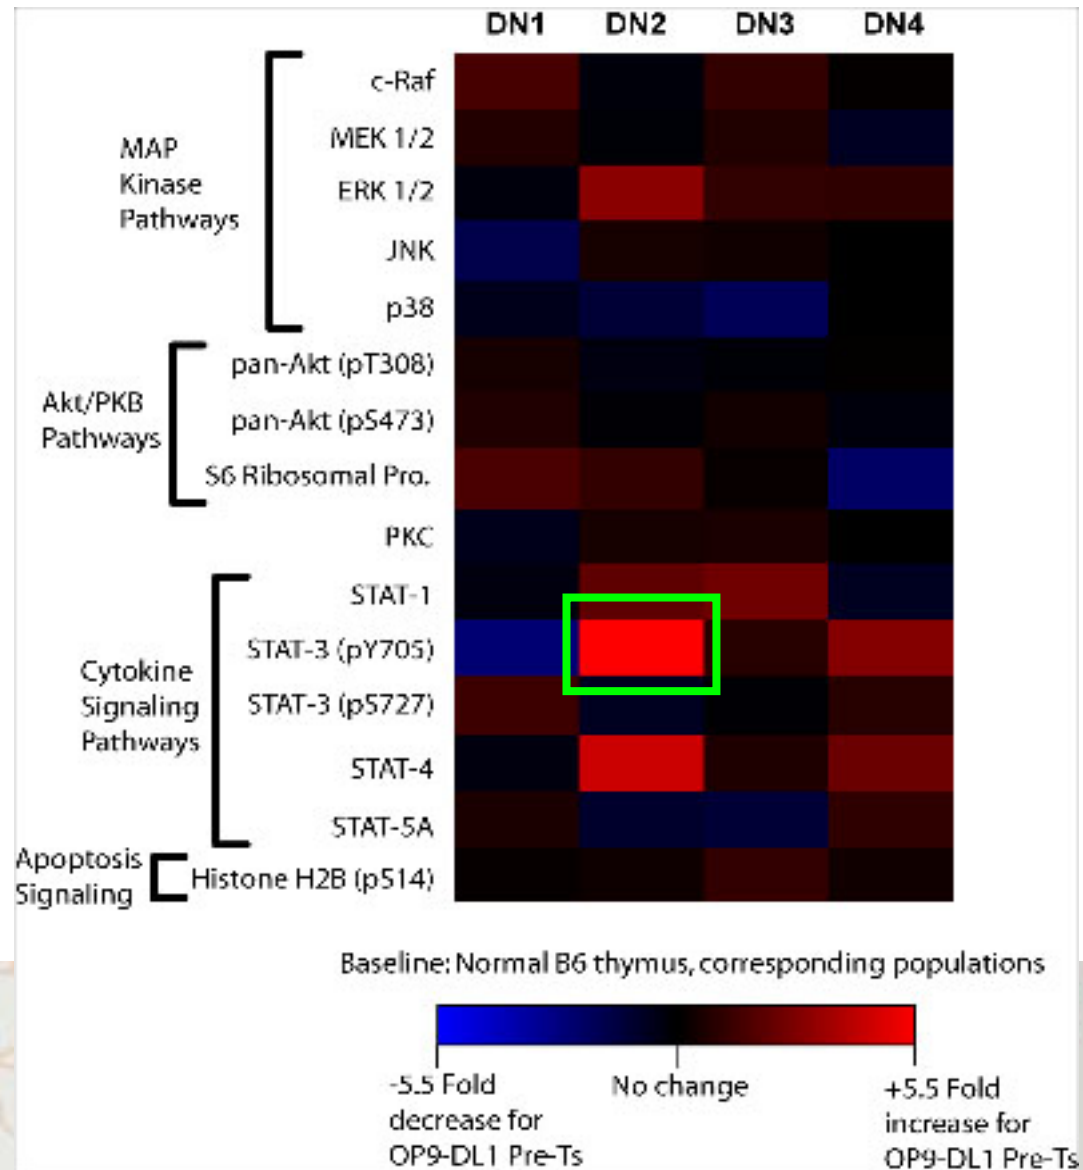 DN1 DN2 DN3 DN4
c-Raf
MEK 1/2
ERK 1/2
JNK
p38
MAP
Kinase
Pathways
pan-Akt (pT308)
pan-Akt (pS473)
S6 Ribosomal Pro.
Akt/PKB
Pathways
PKC
STAT-1
STAT-3 (pY705)
STAT-3 (pS727)
STAT-4
STAT-5A
Cytokine
Signaling
Pathways
Apoptosis
Signaling
Histone H2B (pS14)
Baseline: Normal B6 thymus, corresponding populations
-5.5 Fold
decrease for
OP9-DL1 Pre-Ts
No change
+5.5 Fold
increase for
OP9-DL1 Pre-Ts